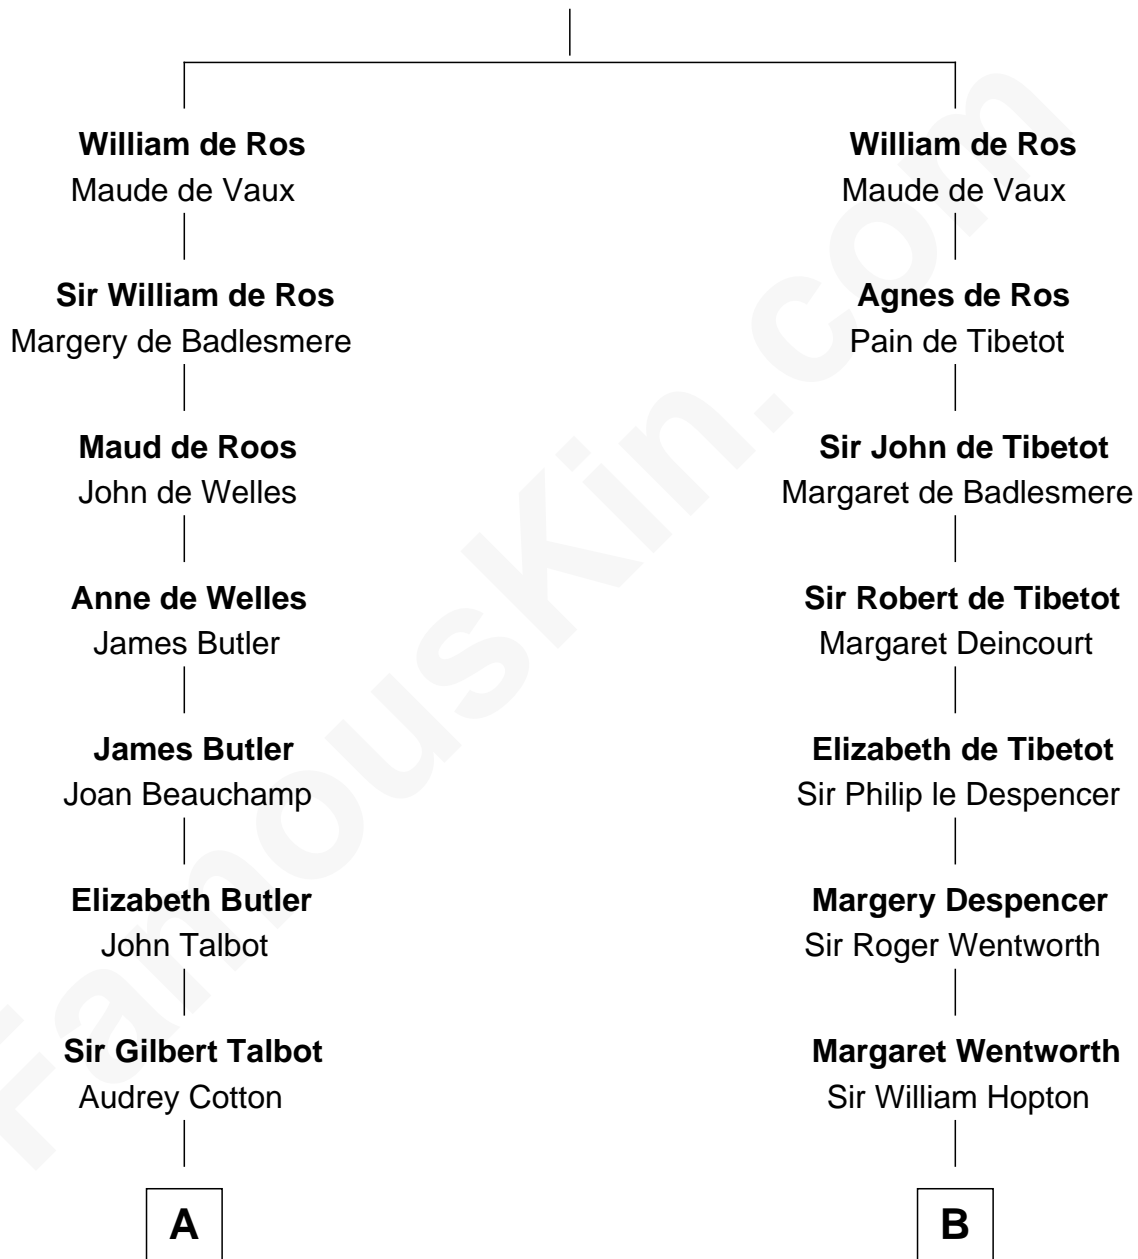 William de Ros
Maude de Vaux
Sir William de Ros
Margery de Badlesmere
Maud de Roos
John de Welles
Anne de Welles
James Butler
James Butler
Joan Beauchamp
Elizabeth Butler
John Talbot
Sir Gilbert Talbot
Audrey Cotton
A
William de Ros
Maude de Vaux
Agnes de Ros
Pain de Tibetot
Sir John de Tibetot
Margaret de Badlesmere
Sir Robert de Tibetot
Margaret Deincourt
Elizabeth de Tibetot
Sir Philip le Despencer
Margery Despencer
Sir Roger Wentworth
Margaret Wentworth
Sir William Hopton
B
FamousKin.com